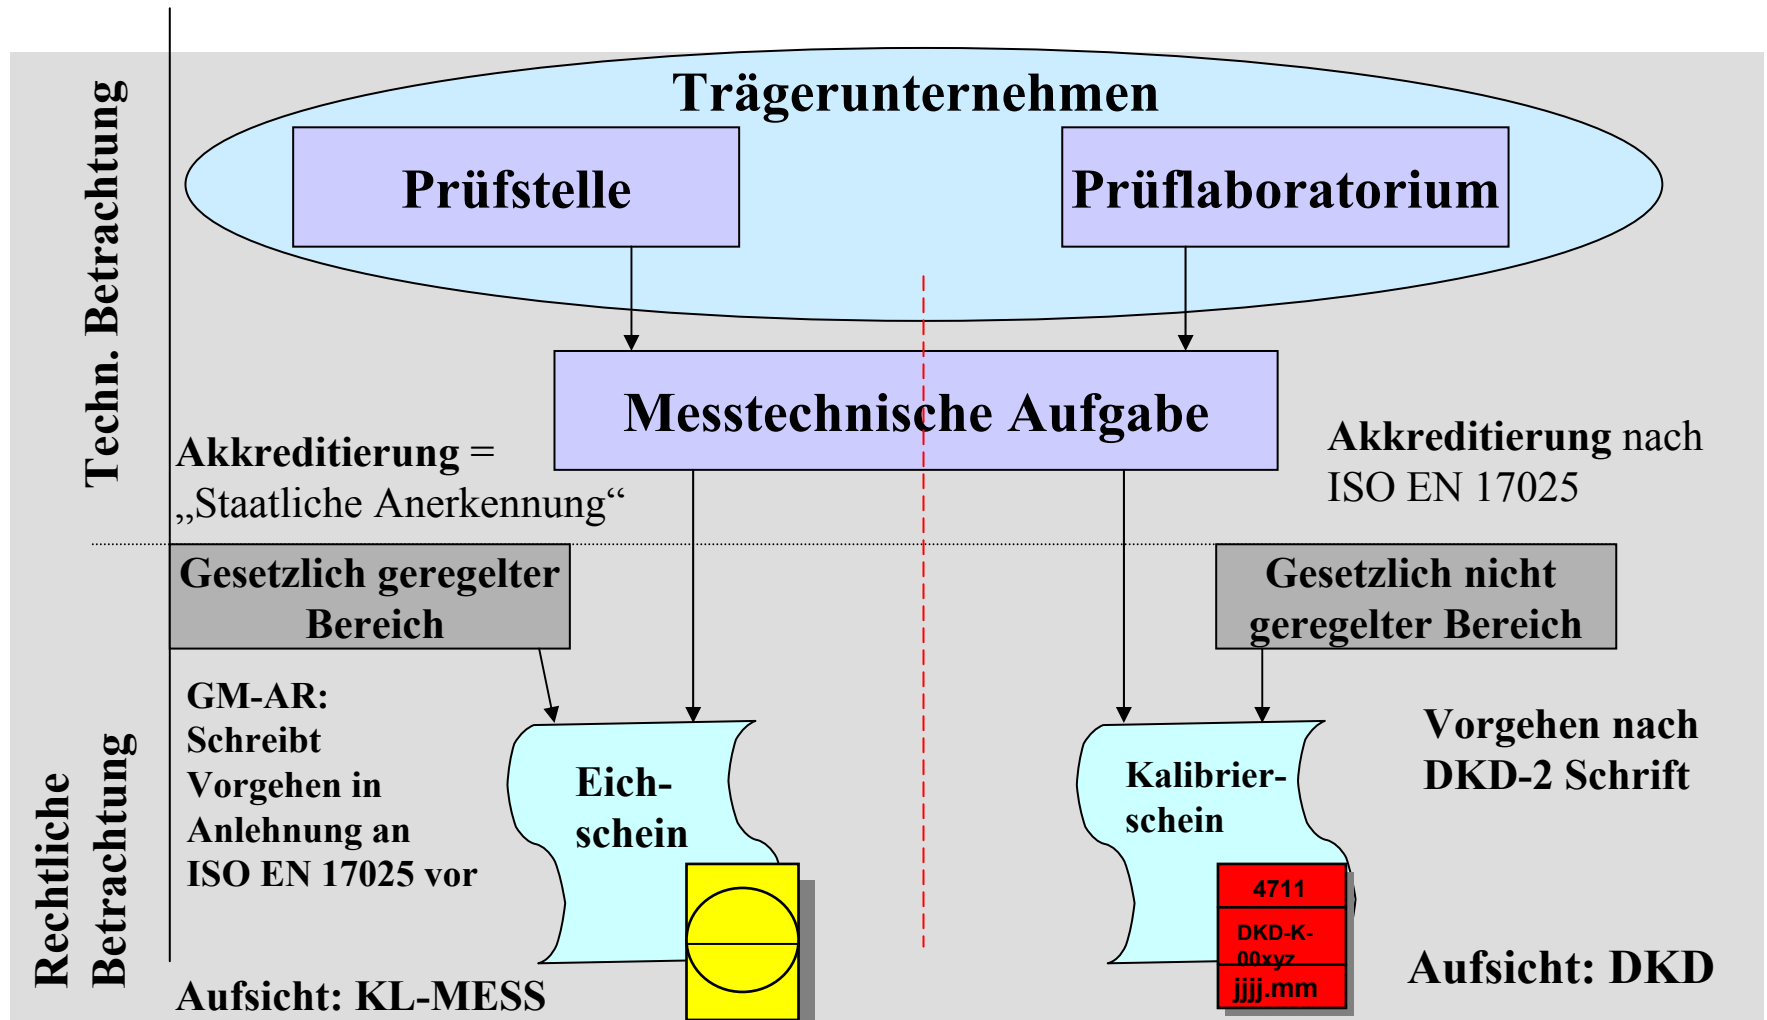 Techn. Betrachtung
Trägerunternehmen
Prüfstelle
Prüflaboratorium
Messtechnische Aufgabe
Akkreditierung =
„Staatliche Anerkennung“
Akkreditierung nach
ISO EN 17025
Rechtliche
Betrachtung
Gesetzlich geregelter
Bereich
Gesetzlich nicht
geregelter Bereich
GM-AR:
Schreibt
Vorgehen in
Anlehnung an
ISO EN 17025 vor
Eich-
schein
Kalibrier-
schein
Vorgehen nach
DKD-2 Schrift
4711
DKD-K-
00xyz
jjjj.mm
Aufsicht: KL-MESS
Aufsicht: DKD